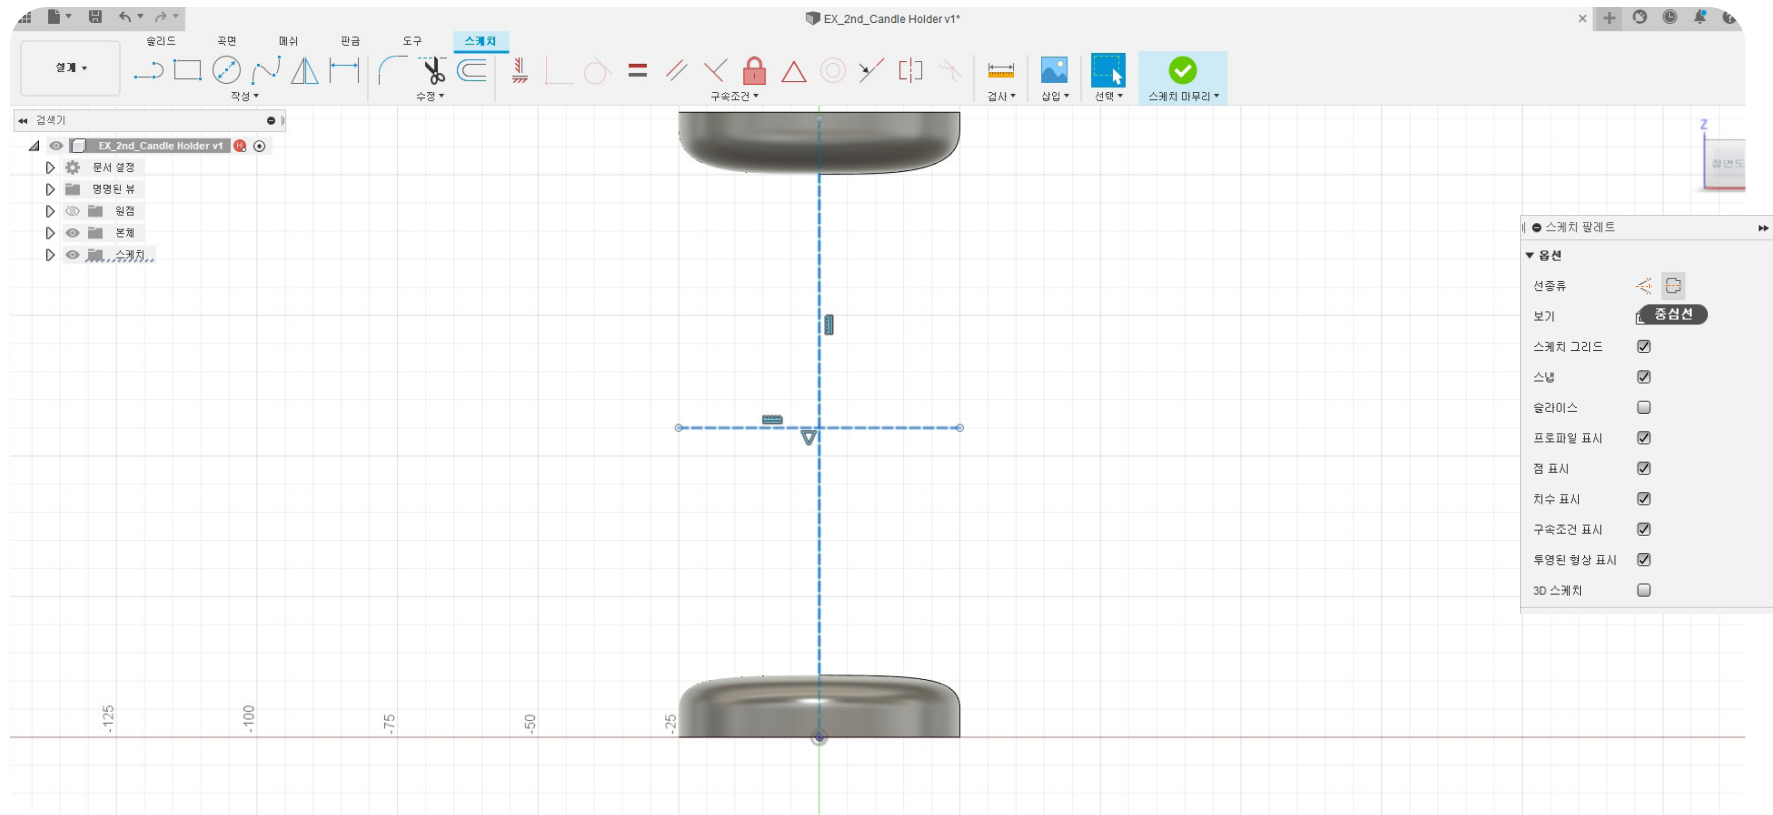 EX_2nd_Candle Holder v1*
솔리드 곡면 메쉬 판금 도구 스케치
설계
작성 수정 구속조건 검사 삽입 선택 스케치 마무리
검색기
EX_2nd_Candle Holder v1
문서 설정
명명된 뷰
원점
본체
스케치
Z
정면도
스케치 팔레트
옵션
선종류
보기
중심선
스케치 그리드
스냅
슬라이스
프로파일 표시
점 표시
치수 표시
구속조건 표시
투영된 형상 표시
3D 스케치
-125
-100
-75
-50
-25